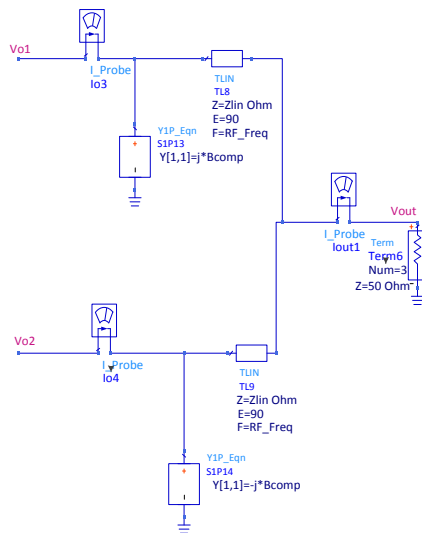 Vo1
I_Probe
Io3
TLIN
TL8
Z=Zlin Ohm
E=90
F=RF_Freq
Y1P_Eqn
S1P13
Y[1,1]=j*Bcomp
I_Probe
Iout1
Vout
Term
Term6
Num=3
Z=50 Ohm
Vo2
I_Probe
Io4
TLIN
TL9
Z=Zlin Ohm
E=90
F=RF_Freq
Y1P_Eqn
S1P14
Y[1,1]=-j*Bcomp